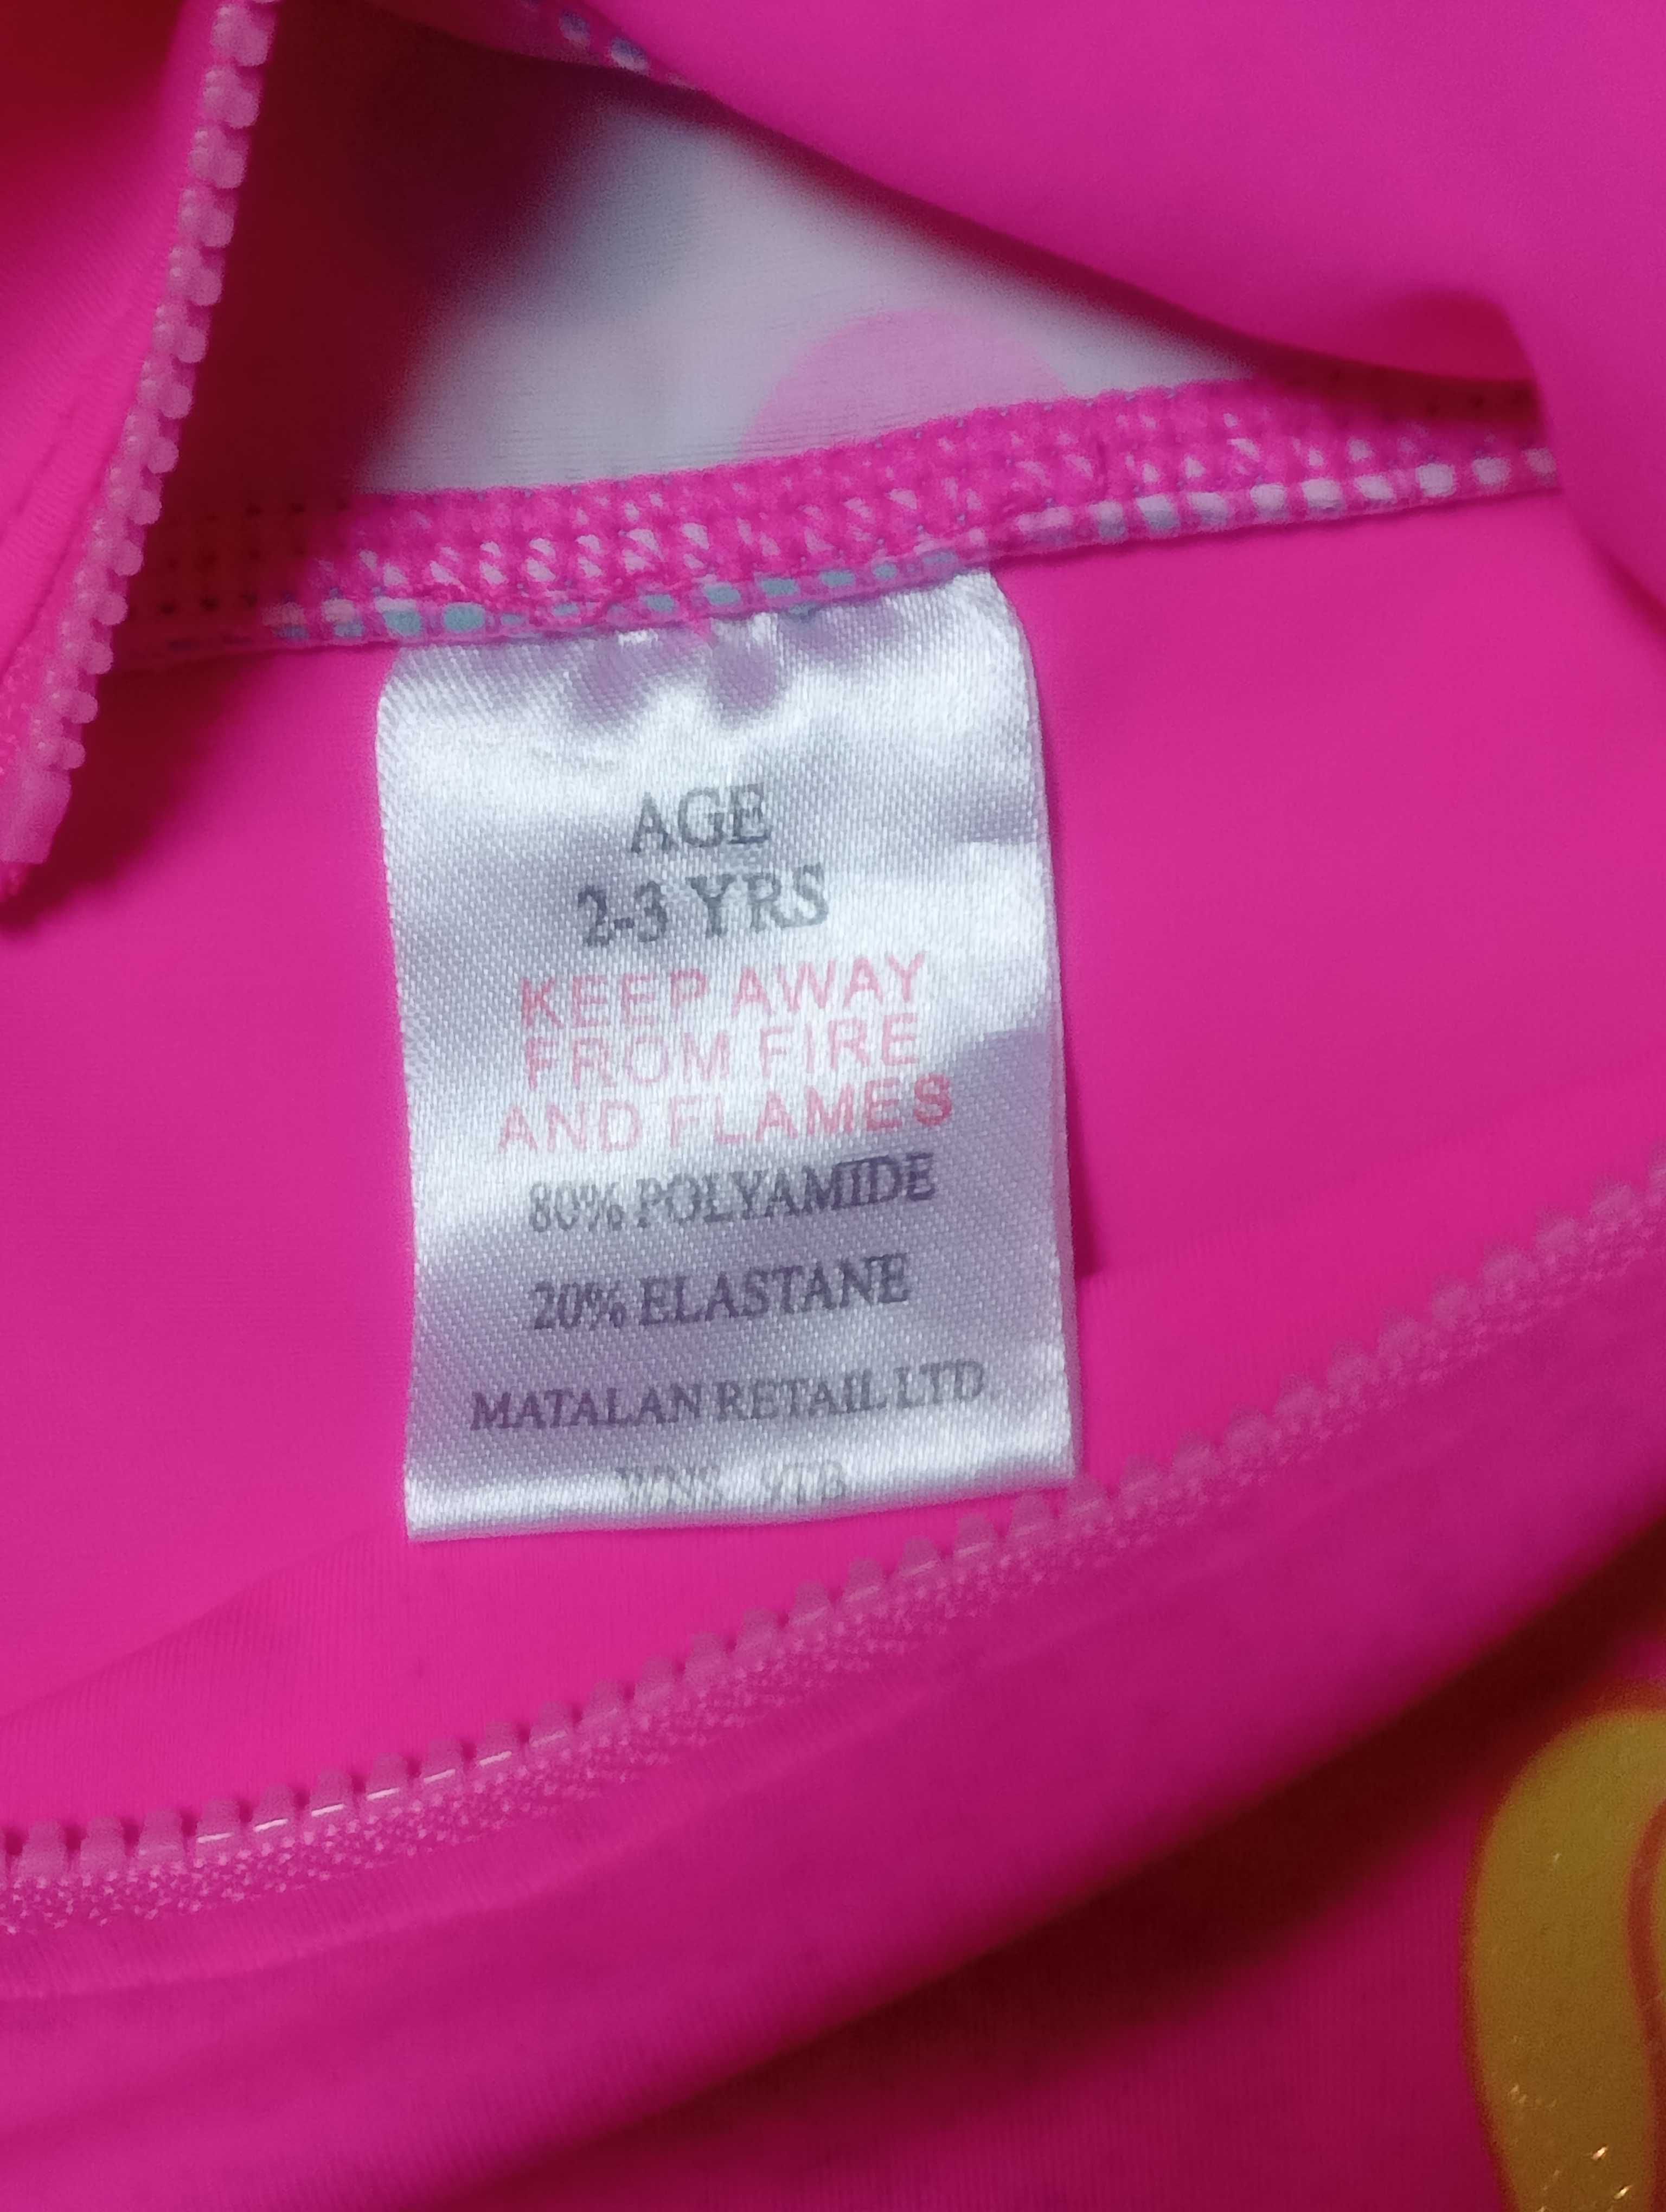 AGE
2-3 YRS
KEEP AWAY
FROM FIRE
AND FLAMES
80% POLYAMIDE
20% ELASTANE
MATALAN RETAIL LTD